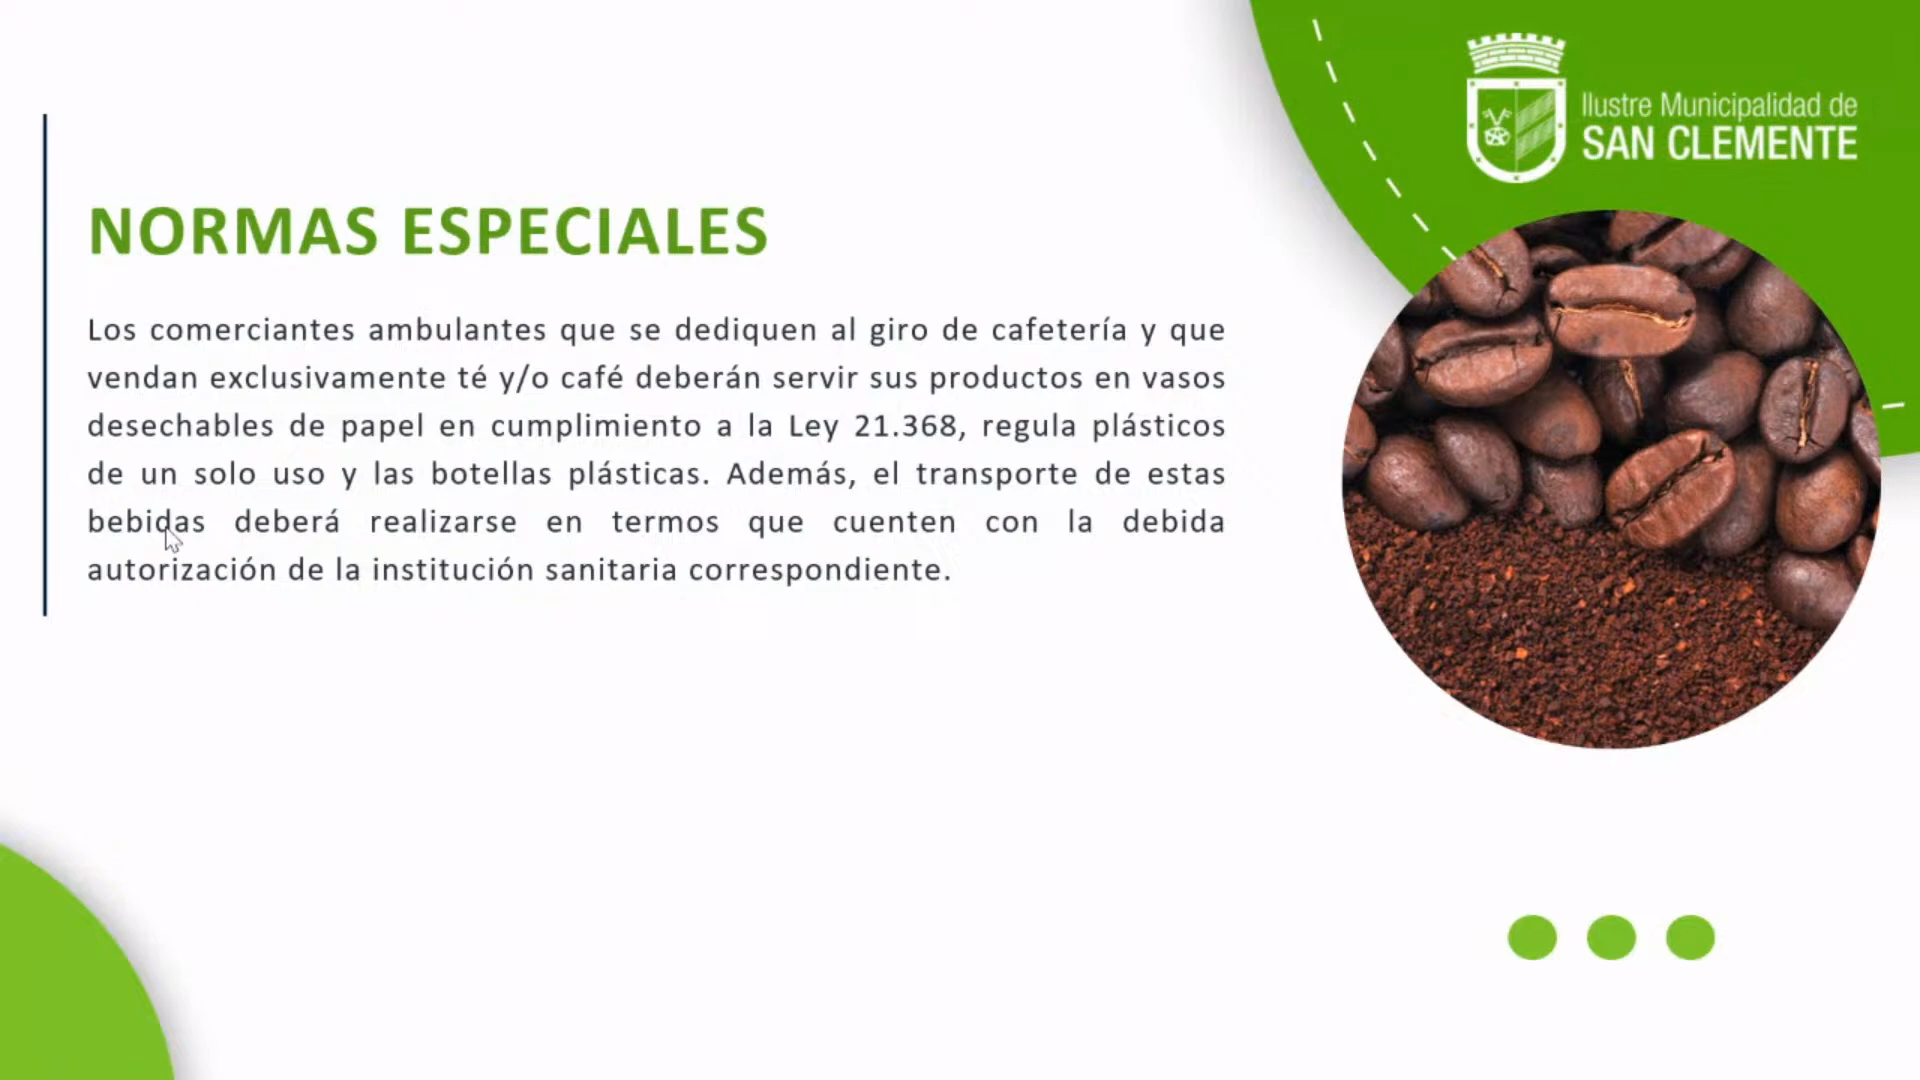 Ilustre Municipalidad de
SAN CLEMENTE
NORMAS ESPECIALES
Los comerciantes ambulantes que se dediquen al giro de cafetería y que
vendan exclusivamente té y/o café deberán servir sus productos en vasos
desechables de papel en cumplimiento a la Ley 21.368, regula plásticos
de un solo uso y las botellas plásticas. Además, el transporte de estas
bebidas deberá realizarse en termos que cuenten con la debida
autorización de la institución sanitaria correspondiente.